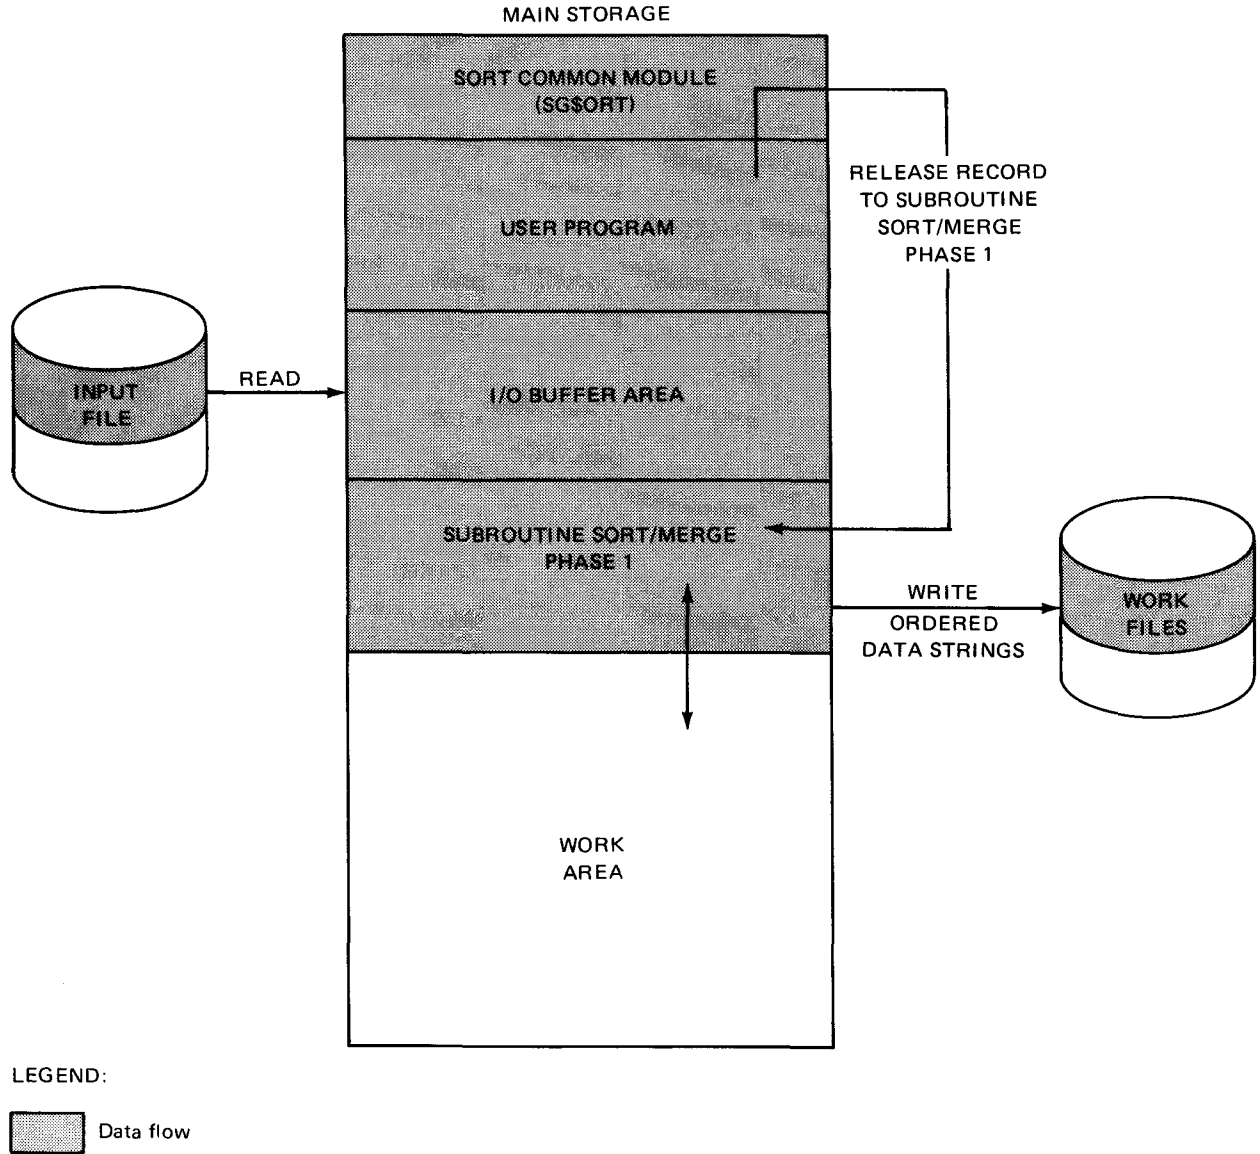 MAIN STORAGE
SORT COMMON MODULE
(SG$ORT)
RELEASE RECORD
TO SUBROUTINE
SORT/MERGE
PHASE 1
USER PROGRAM
INPUT
FILE
READ
I/O BUFFER AREA
SUBROUTINE SORT/MERGE
PHASE 1
WRITE
ORDERED
DATA STRINGS
WORK
FILES
WORK
AREA
LEGEND:
Data flow